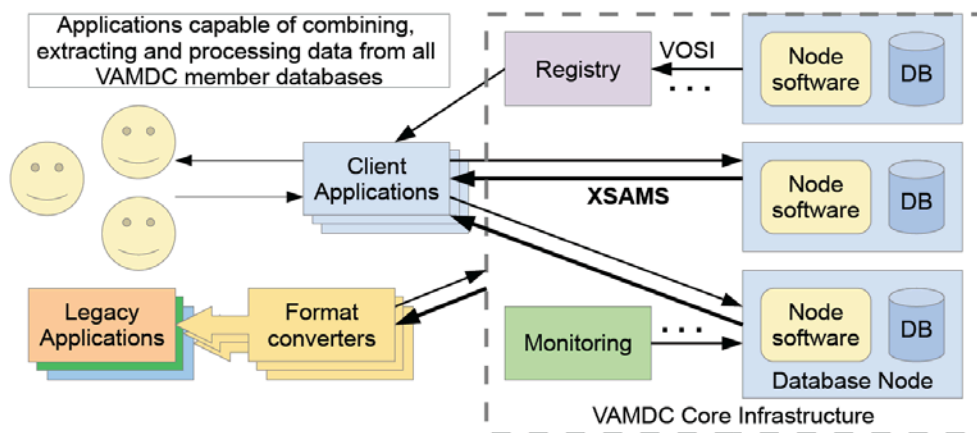 Applications capable of combining,
extracting and processing data from all
VAMDC member databases
Registry
VOSI
...
Node
software
DB
Client
Applications
XSAMS
Node
software
DB
Legacy
Applications
Format
converters
Monitoring
...
Node
software
DB
Database Node
VAMDC Core Infrastructure